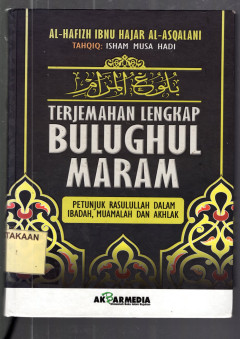 AL-HAFIZH IBNU HAJAR AL-ASQALANI
TAHQIQ: ISHAM MUSA HADI
بلوغ المرام
TERJEMAHAN LENGKAP
BULUGHUL
MARAM
PETUNJUK RASULULLAH DALAM
IBADAH, MUAMALAH DAN AKHLAK
TAKAAN
AKBARMEDIA